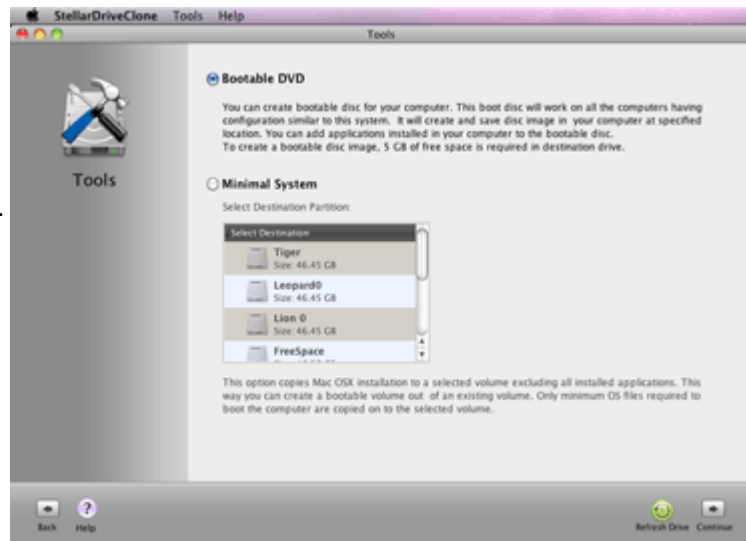 StellarDriveClone Tools Help
Tools
Bootable DVD
You can create bootable disc for your computer. This boot disc will work on all the computers having
configuration similar to this system. It will create and save disc image in your computer at specified
location. You can add applications installed in your computer to the bootable disc.
To create a bootable disc image, 5 GB of free space is required in destination drive.
Tools
Minimal System
Select Destination Partition:
Select Destination
Tiger
Size: 46.45 GB
Leopard0
Size: 46.45 GB
Lion 0
Size: 46.45 GB
FreeSpace
This option copies Mac OSX installation to a selected volume excluding all installed applications. This
way you can create a bootable volume out of an existing volume. Only minimum OS files required to
boot the computer are copied on to the selected volume.
Back Help
Refresh Drive Continue